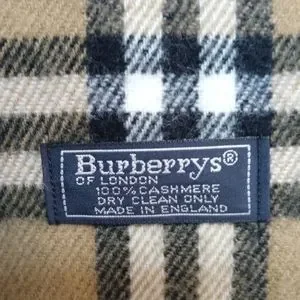 Burberrys®
OF LONDON
100% CASHMERE
DRY CLEAN ONLY
MADE IN ENGLAND